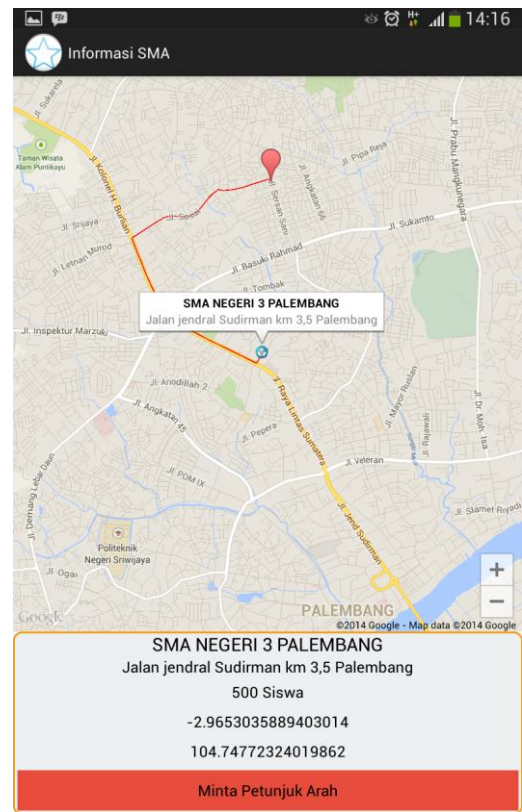 H+
14:16
Informasi SMA
Jl. Sukarela
Taman Wisata
Alam Puntikayu
Jl. Kolonel H. Burlian
Jl. Pipa Reja
Jl. Prabu Mangkunegara
Jl. Sosial
Jl. Sersan Sani
Jl. Angkatan 66
Jl. Srijaya
Jl. Sukamto
Jl. Letnan Murod
Jl. Basuki Rahmad
Jl. Tombak
SMA NEGERI 3 PALEMBANG
Jalan jendral Sudirman km 3,5 Palembang
Jl. Inspektur Marzuki
Jl. Ariodillah 2
Jl. Raya Lintas Sumatera
Jl. Mayor Ruslan
Jl. Rajawali
Jl. Dr. Moh. Isa
Jl. Angkatan 45
Jl. Pepera
Jl. Veteran
Jl. POM IX
Jl. Demang Lebar Daun
Jl. Slamet Riyadi
Jl. Jend Sudirman
Politeknik
Negeri Sriwijaya
Jl. Ogan
+
−
PALEMBANG
Google
©2014 Google - Map data ©2014 Google
SMA NEGERI 3 PALEMBANG
Jalan jendral Sudirman km 3,5 Palembang
500 Siswa
-2.9653035889403014
104.74772324019862
Minta Petunjuk Arah